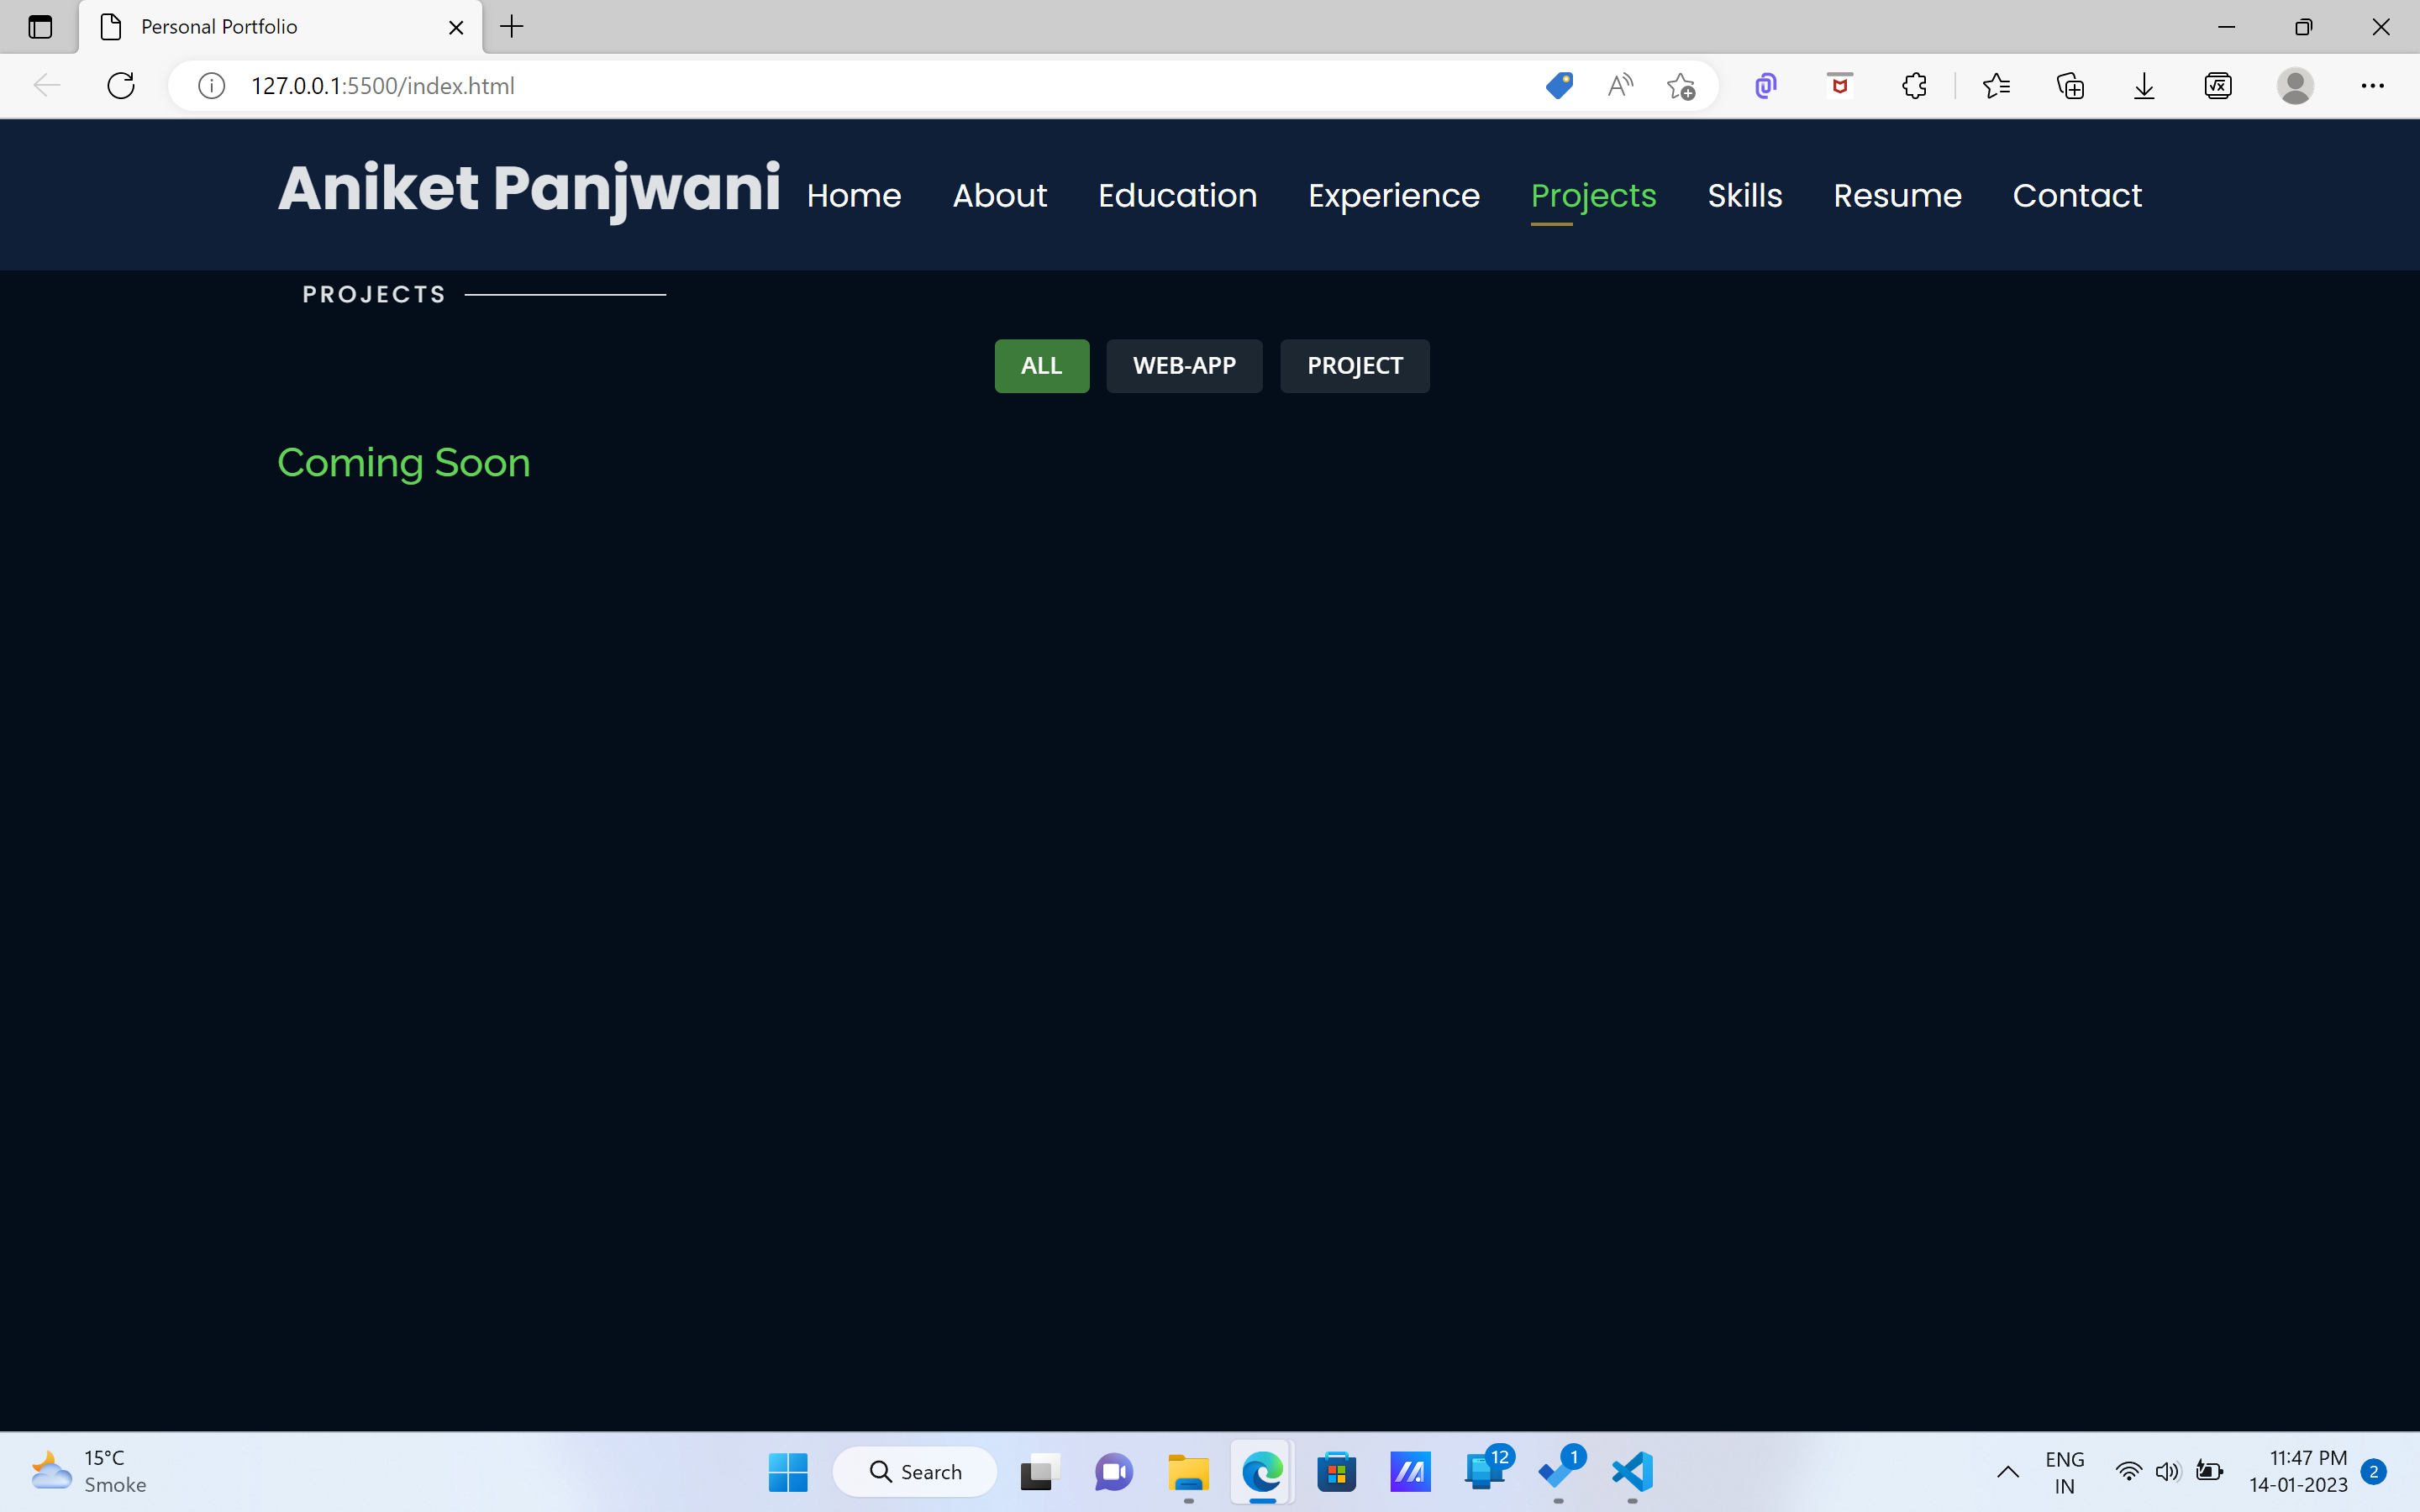 Personal Portfolio
127.0.0.1:5500/index.html
Aniket Panjwani
Home About Education Experience Projects Skills Resume Contact
PROJECTS
ALL WEB-APP PROJECT
Coming Soon
15°C
Smoke
Search
12
1
ENG
IN
11:47 PM
14-01-2023
2